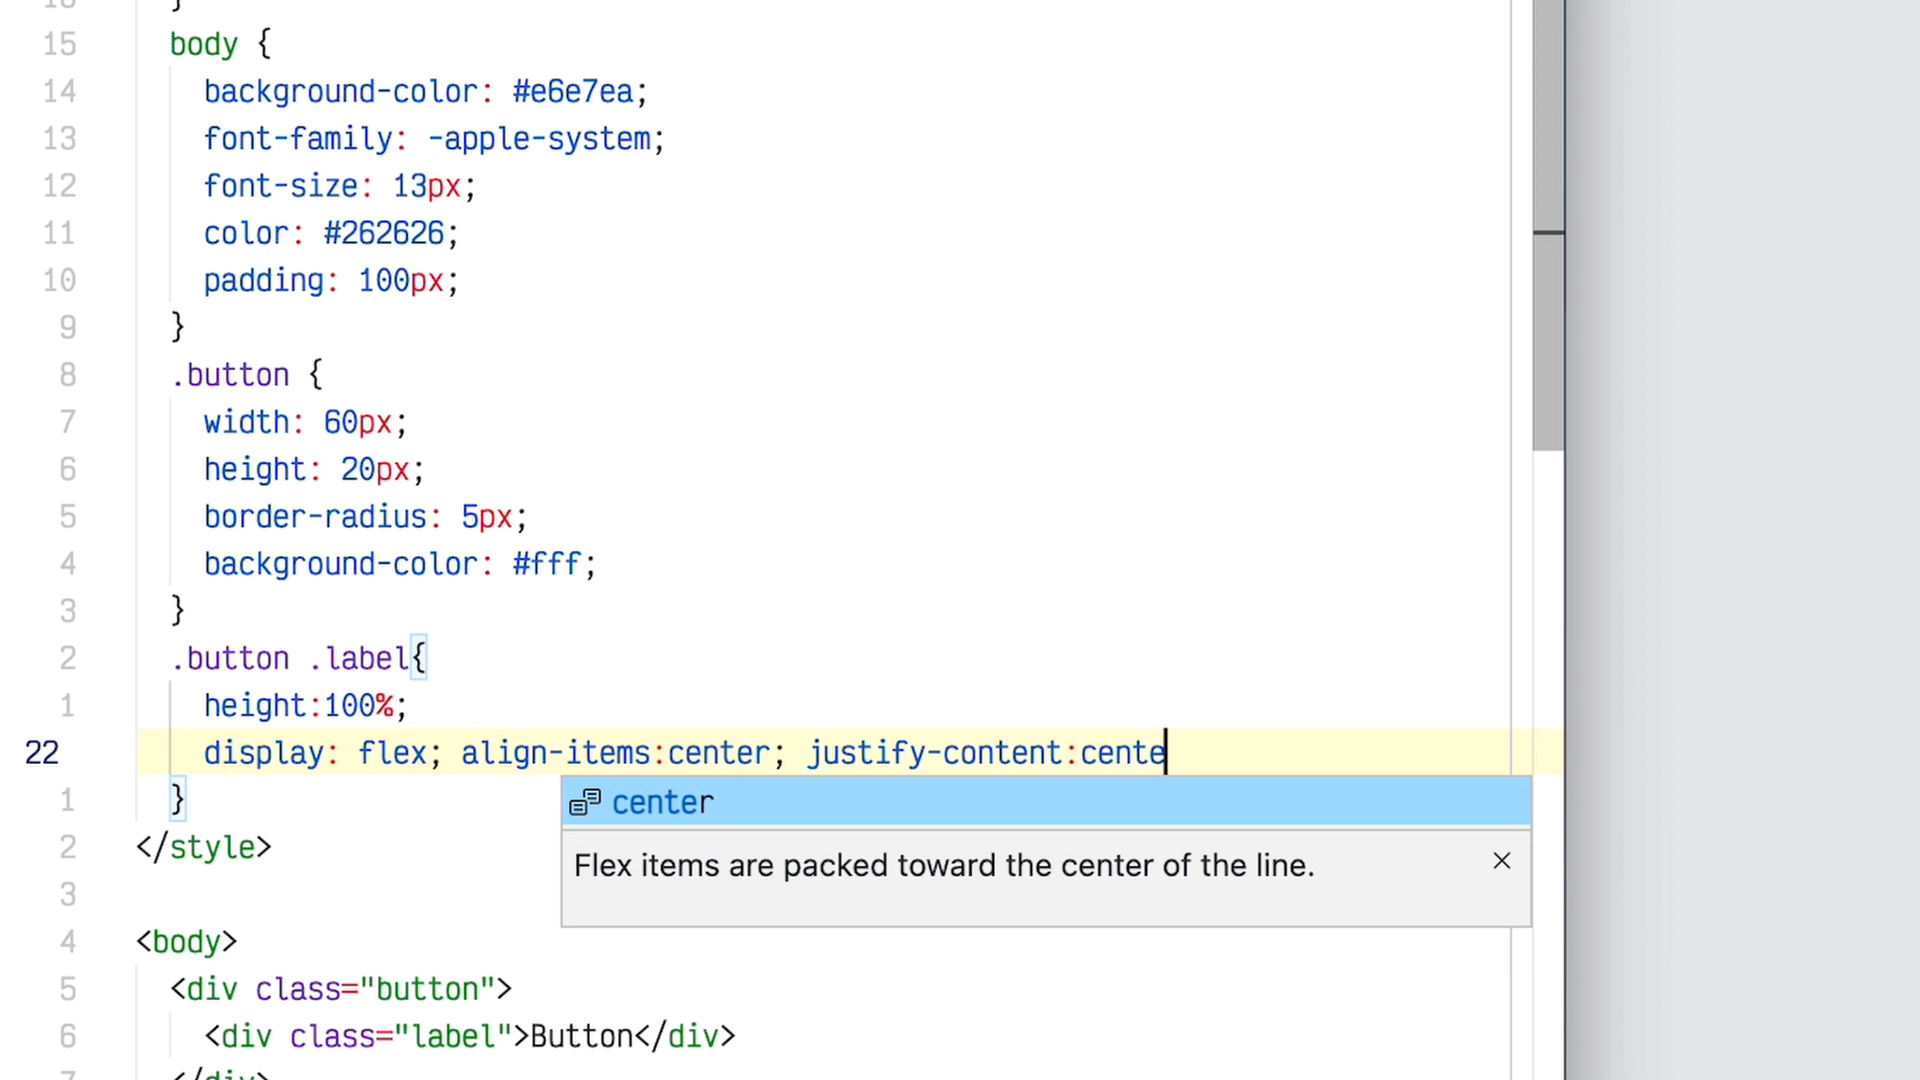 }
15 body {
14 background-color: #e6e7ea;
13 font-family: -apple-system;
12 font-size: 13px;
11 color: #262626;
10 padding: 100px;
9 }
8 .button {
7 width: 60px;
6 height: 20px;
5 border-radius: 5px;
4 background-color: #fff;
3 }
2 .button .label{
1 height:100%;
22 display: flex; align-items:center; justify-content:cente
center
1 }
Flex items are packed toward the center of the line.
2 </style>
3
4 <body>
5 <div class="button">
6 <div class="label">Button</div>
7 </div>